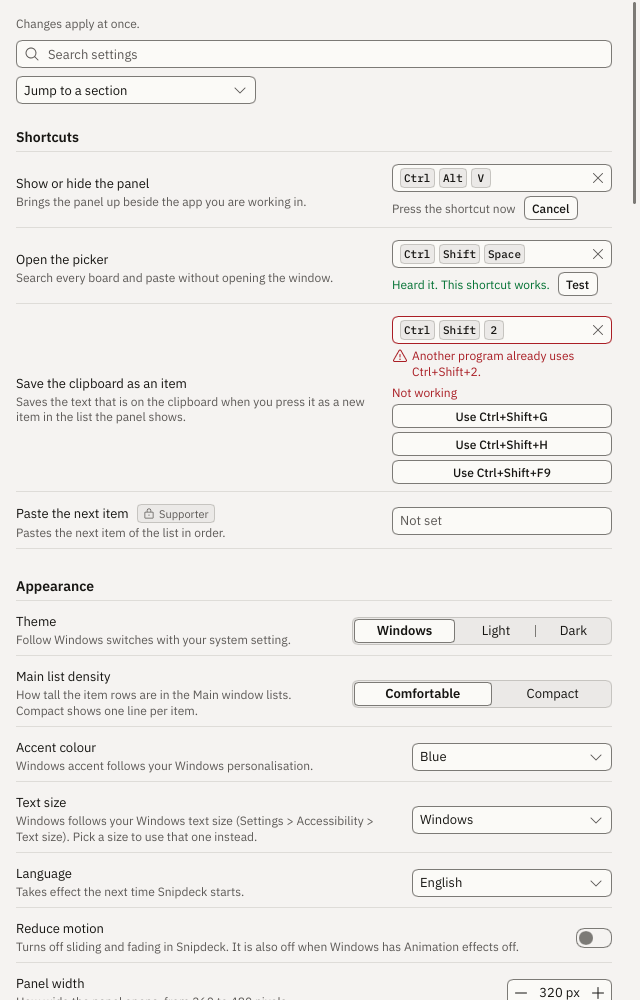 Changes apply at once.
Search settings
Jump to a section
Shortcuts
Show or hide the panel
Brings the panel up beside the app you are working in.
Ctrl Alt V
Press the shortcut now Cancel
Open the picker
Search every board and paste without opening the window.
Ctrl Shift Space
Heard it. This shortcut works. Test
Save the clipboard as an item
Saves the text that is on the clipboard when you press it as a new
item in the list the panel shows.
Ctrl Shift 2
Another program already uses
Ctrl+Shift+2.
Not working
Use Ctrl+Shift+G
Use Ctrl+Shift+H
Use Ctrl+Shift+F9
Paste the next item Supporter
Pastes the next item of the list in order.
Not set
Appearance
Theme
Follow Windows switches with your system setting.
Windows Light Dark
Main list density
How tall the item rows are in the Main window lists.
Compact shows one line per item.
Comfortable Compact
Accent colour
Windows accent follows your Windows personalisation.
Blue
Text size
Windows follows your Windows text size (Settings > Accessibility >
Text size). Pick a size to use that one instead.
Windows
Language
Takes effect the next time Snipdeck starts.
English
Reduce motion
Turns off sliding and fading in Snipdeck. It is also off when Windows has Animation effects off.
Panel width
320 px